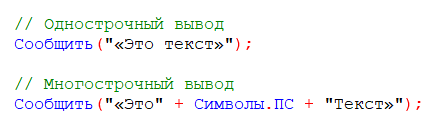 // Однострочный вывод
Сообщить("«Это текст»");
// Многострочный вывод
Сообщить("«Это" + Символы.ПС + "Текст»");